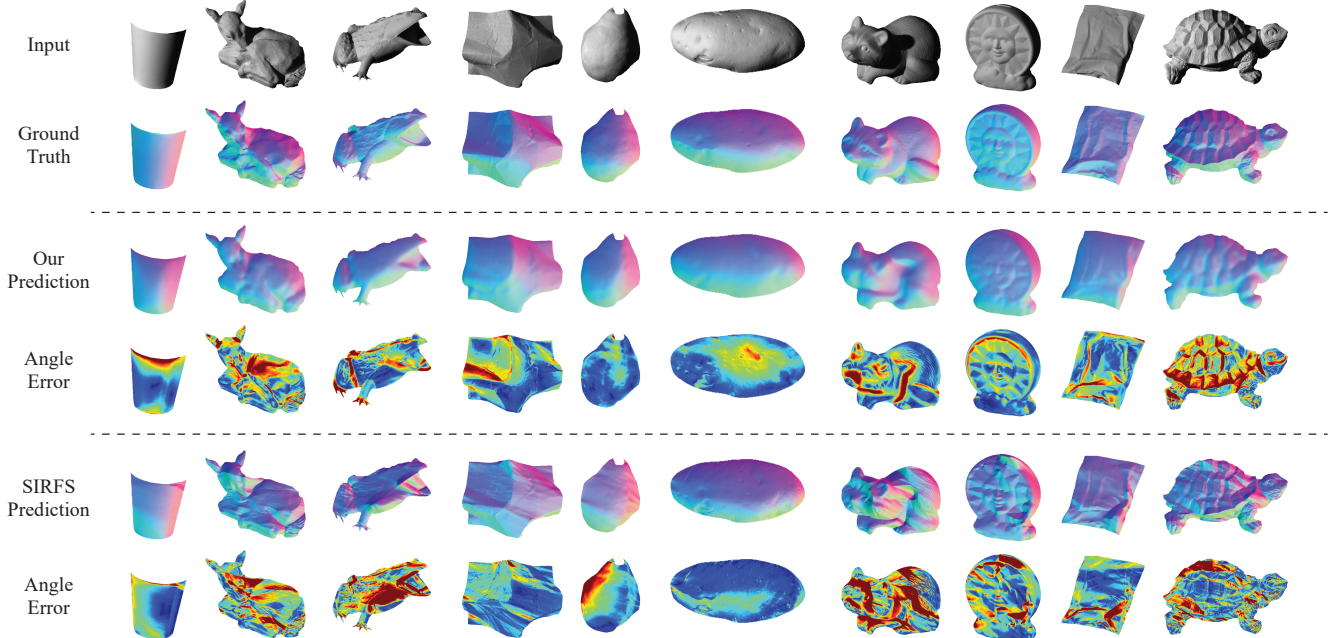 Input
Ground
Truth
Our
Prediction
Angle
Error
SIRFS
Prediction
Angle
Error